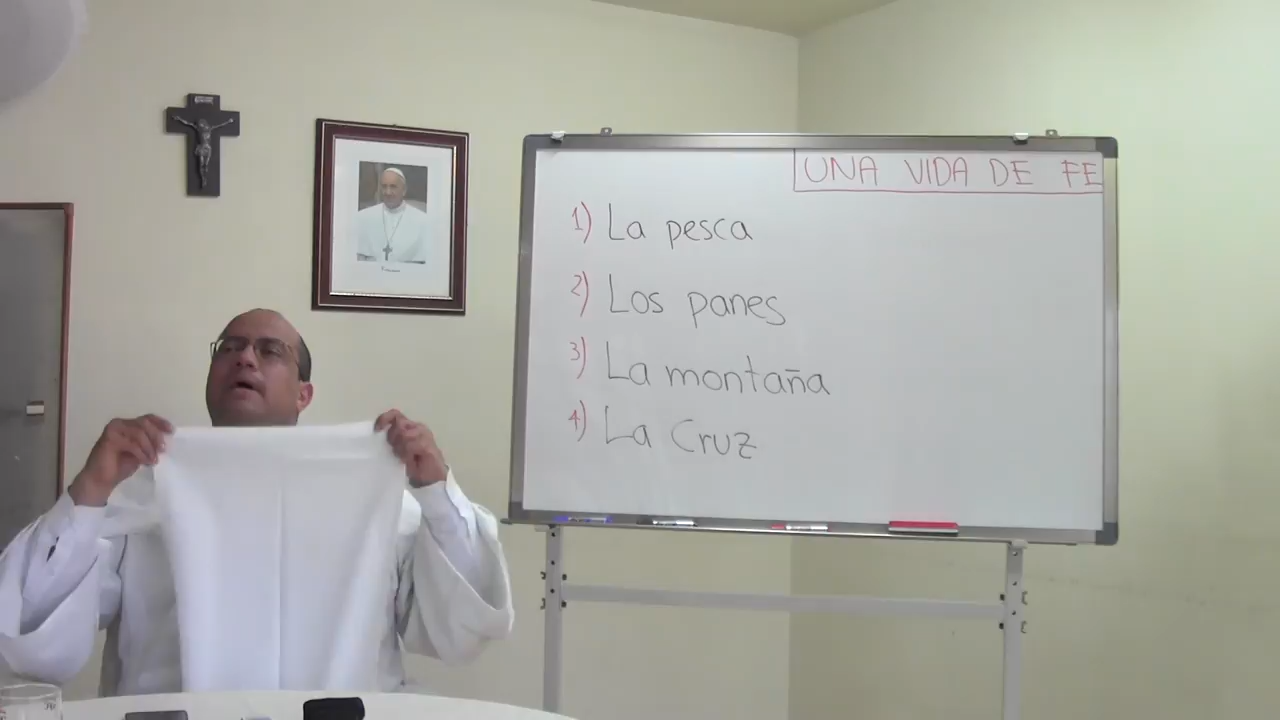 UNA VIDA DE FE
1) La pesca
2) Los panes
3) La montaña
4) La Cruz